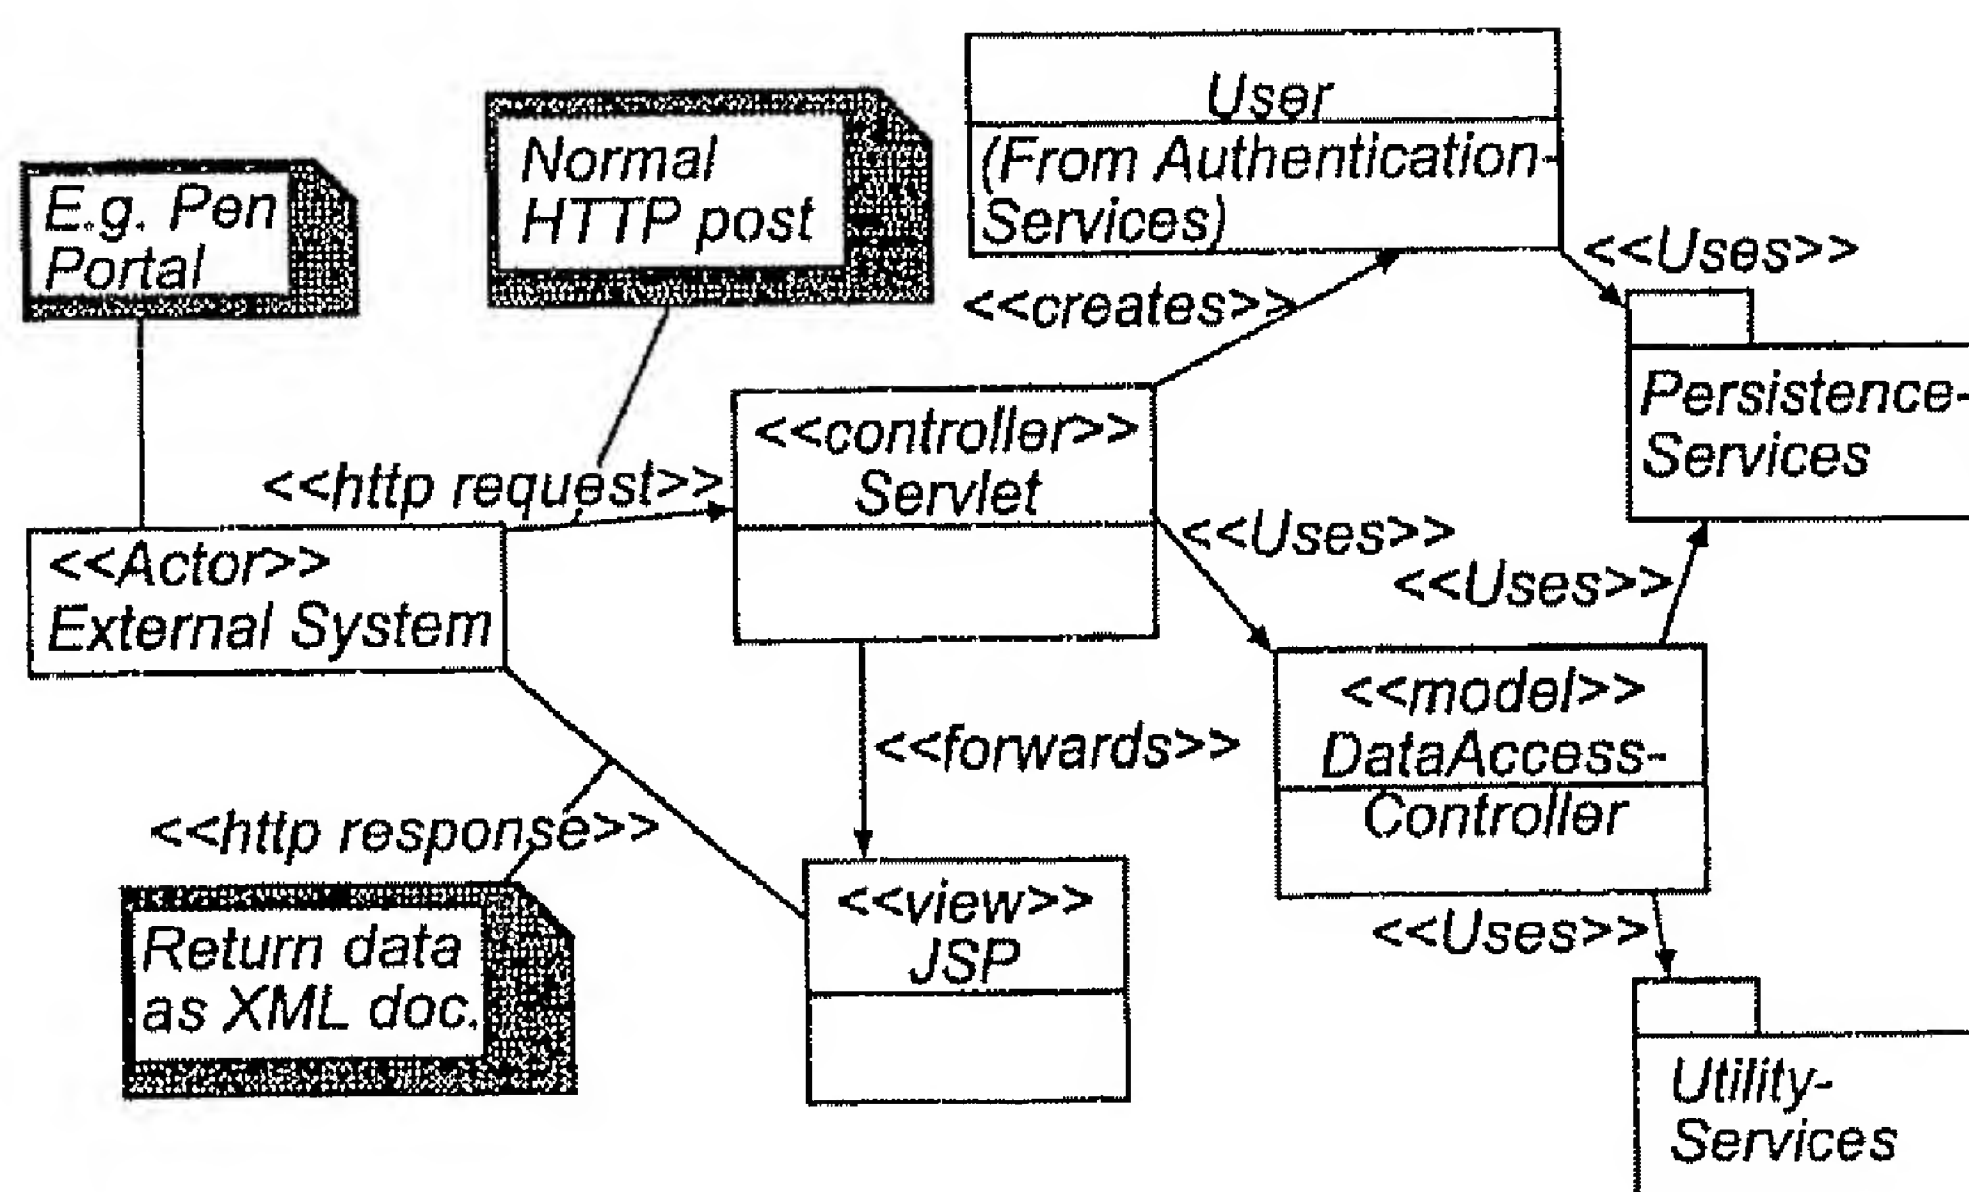 User
(From Authentication-
Services)
Normal
HTTP post
E.g. Pen
Portal
<<Uses>>
<<creates>>
Persistence-
Services
<<controller>>
Servlet
<<http request>>
<<Uses>>
<<Uses>>
<<Actor>>
External System
<<model>>
DataAccess-
Controller
<<forwards>>
<<http response>>
<<view>>
JSP
<<Uses>>
Return data
as XML doc.
Utility-
Services